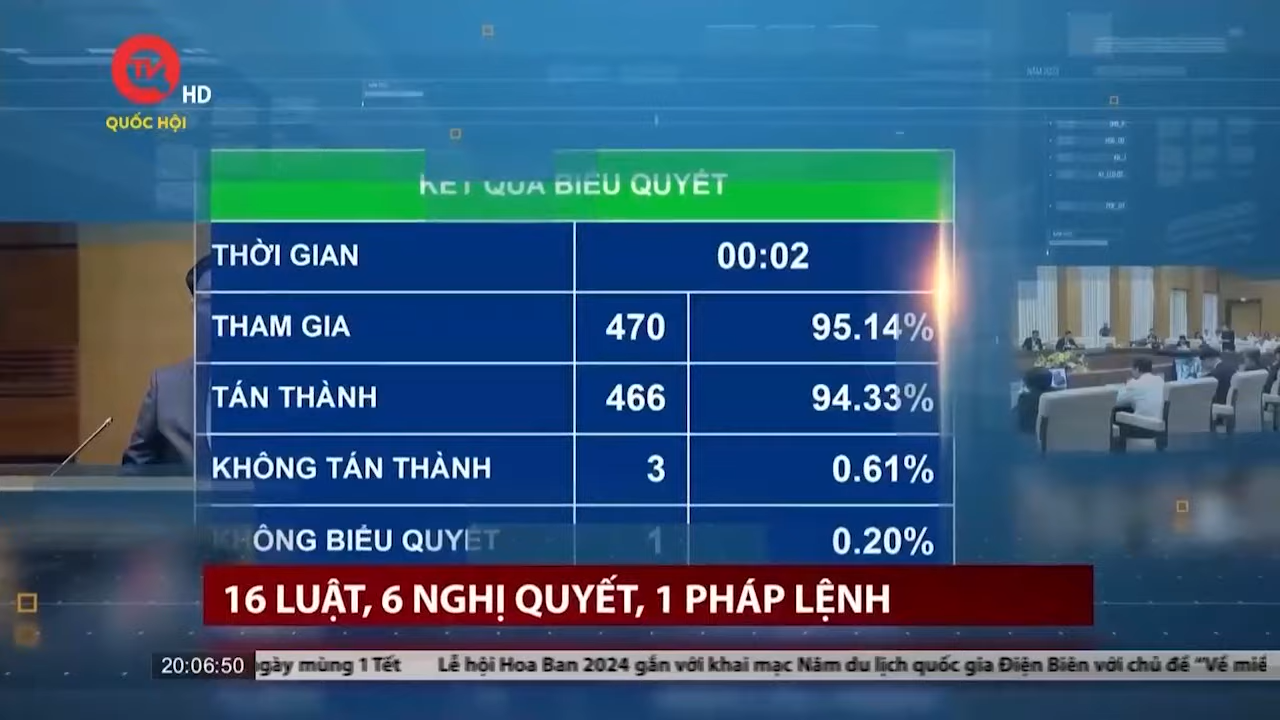 TV
HD
QUỐC HỘI
KẾT QUẢ BIỂU QUYẾT
THỜI GIAN 00:02
THAM GIA 470 95.14%
TÁN THÀNH 466 94.33%
KHÔNG TÁN THÀNH 3 0.61%
KHÔNG BIỂU QUYẾT 1 0.20%
16 LUẬT, 6 NGHỊ QUYẾT, 1 PHÁP LỆNH
20:06:50 mùng 1 Tết Lễ hội Hoa Ban 2024 gắn với khai mạc Năm du lịch quốc gia Điện Biên với chủ đề “Về